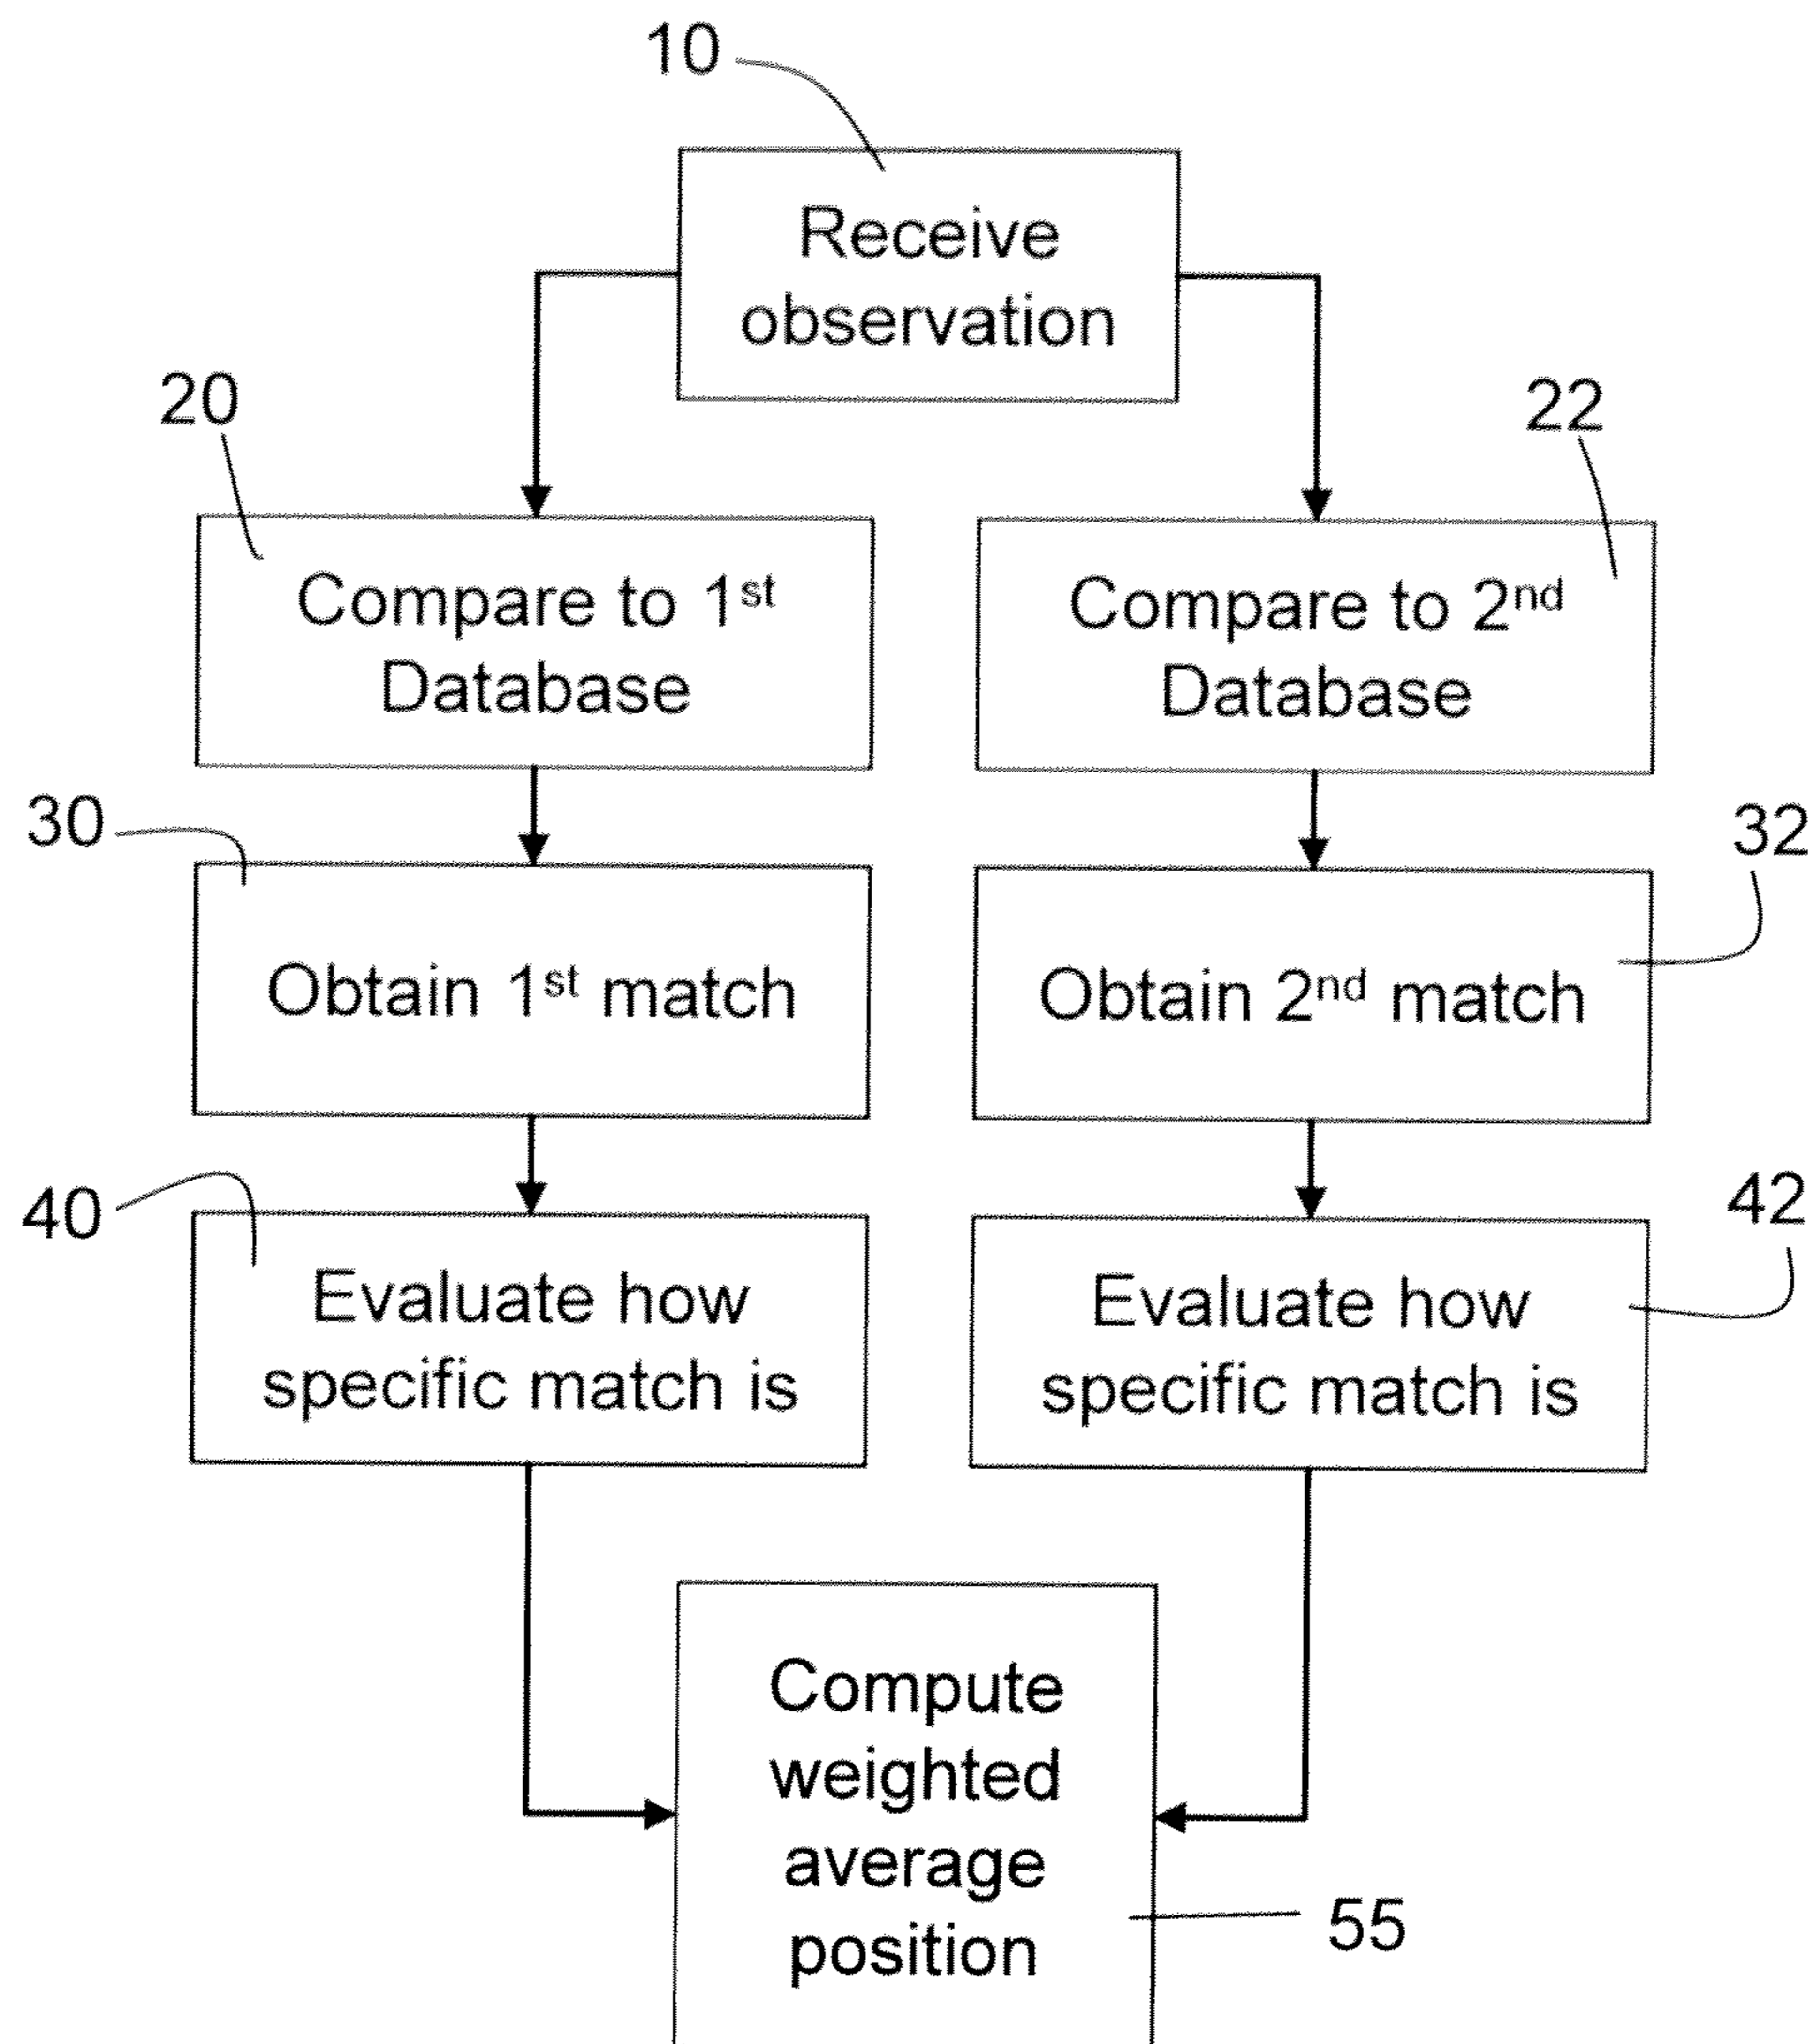 10
Receive
observation
20
22
Compare to 1st
Database
Compare to 2nd
Database
30
32
Obtain 1st match
Obtain 2nd match
40
42
Evaluate how
specific match is
Evaluate how
specific match is
Compute
weighted
average
position
55